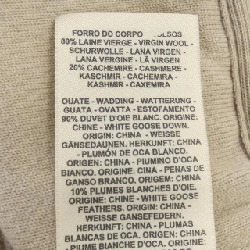 FORRO DO CORPO BOLSOS
80% LAINE VIERGE - VIRGIN WOOL
- SCHURWOLLE - LANA VERGINE
- LANA VIRGEN - LÃ VIRGEN
20% CACHEMIRE - CASHMERE -
KASCHMIR - CACHEMIRA -
KASHMIR - CAXEMIRA
OUATE - WADDING - WATTIERUNG -
GUATA - OVATTA - ESTOFAMENTO
90% DUVET D'OIE BLANC. ORIGINE:
CHINE - WHITE GOOSE DOWN.
ORIGIN: CHINA - WEISSE
GÄNSEDAUNEN, HERKUNFT: CHINA
- PLUMÓN DE OCA BLANCO.
ORIGEN: CHINA - PIUMINO D'OCA
BIANCO. ORIGINE: CINA - PENAS DE
GANSO BRANCO. ORIGEM: CHINA
10% PLUMES BLANCHES D'OIE.
ORIGINE: CHINE - WHITE GOOSE
FEATHERS. ORIGIN: CHINA -
WEISSE GANSEFEDERN,
HERKUNFT: CHINA - PLUMAS
BLANCAS DE OCA. ORIGEN: CHINA
- PIUME BIANCHE D'OCA.